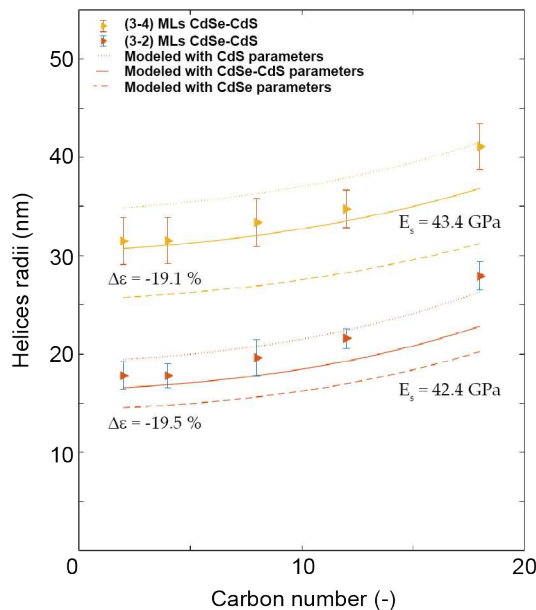 (3-4) MLs CdSe-CdS
(3-2) MLs CdSe-CdS
Modeled with CdS parameters
Modeled with CdSe-CdS parameters
Modeled with CdSe parameters
50
40
30
20
10
0
10
20
Helices radii (nm)
Carbon number (-)
E_s = 43.4 GPa
Δε = -19.1 %
E_s = 42.4 GPa
Δε = -19.5 %